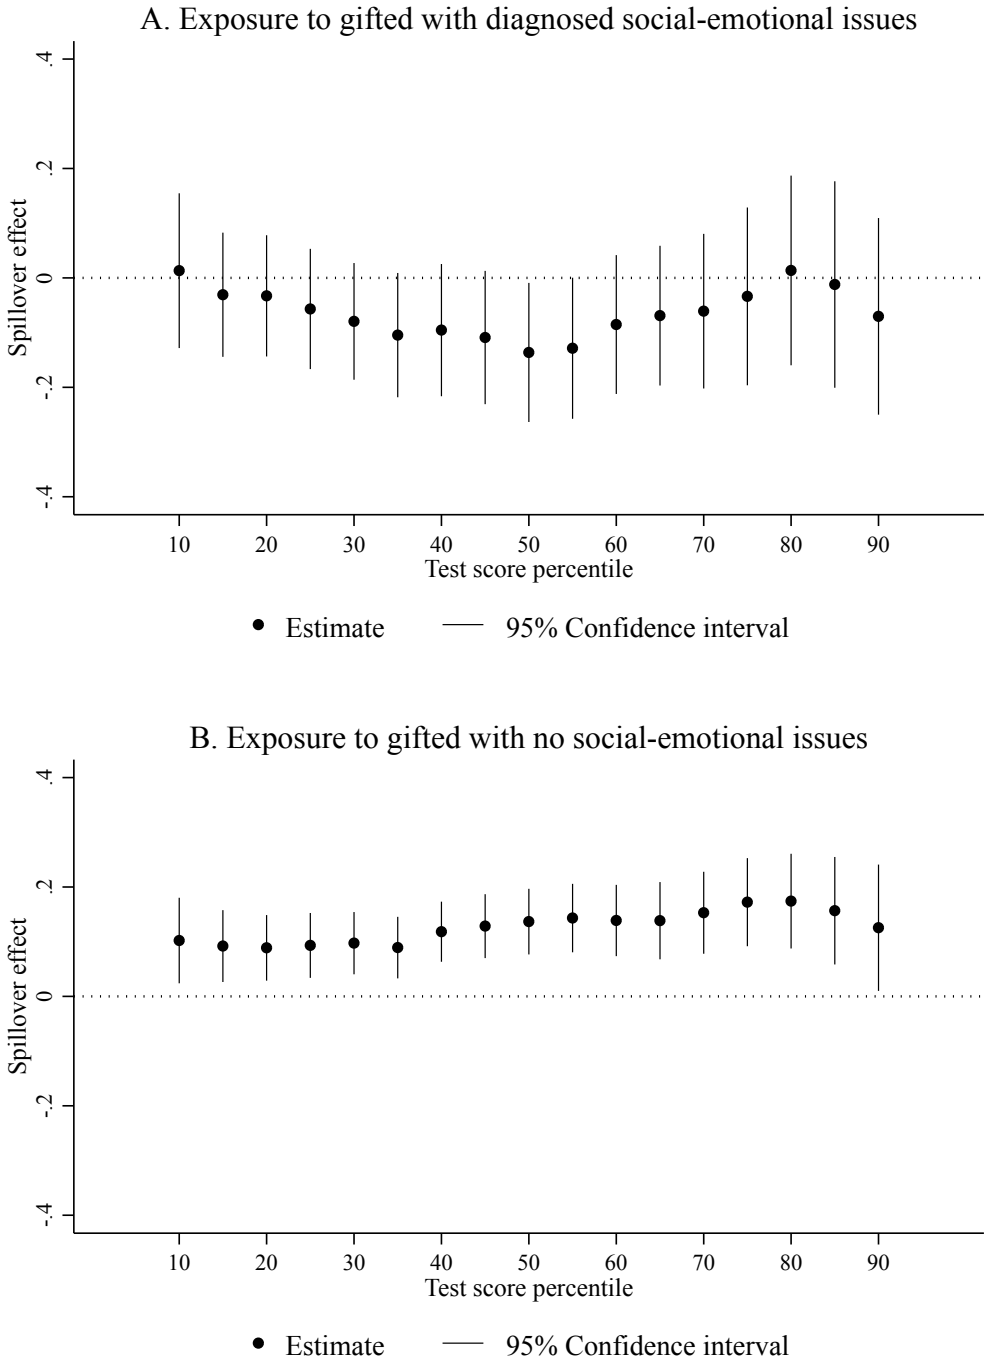 A. Exposure to gifted with diagnosed social-emotional issues
.4
.2
0
-.2
-.4
Spillover effect
10 20 30 40 50 60 70 80 90
Test score percentile
Estimate 95% Confidence interval
B. Exposure to gifted with no social-emotional issues
.4
.2
0
-.2
-.4
Spillover effect
10 20 30 40 50 60 70 80 90
Test score percentile
Estimate 95% Confidence interval